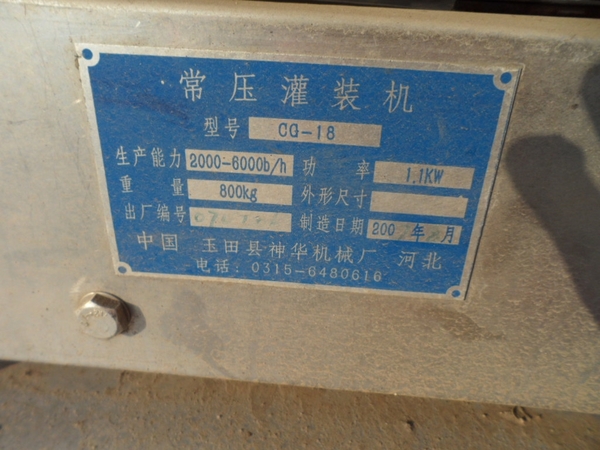 常压灌装机
型号 CG-18
生产能力 2000-6000b/h 功率 1.1KW
重量 800kg 外形尺寸
出厂编号 制造日期 200 年 月
中国 玉田县神华机械厂 河北
电话：0315-6480616